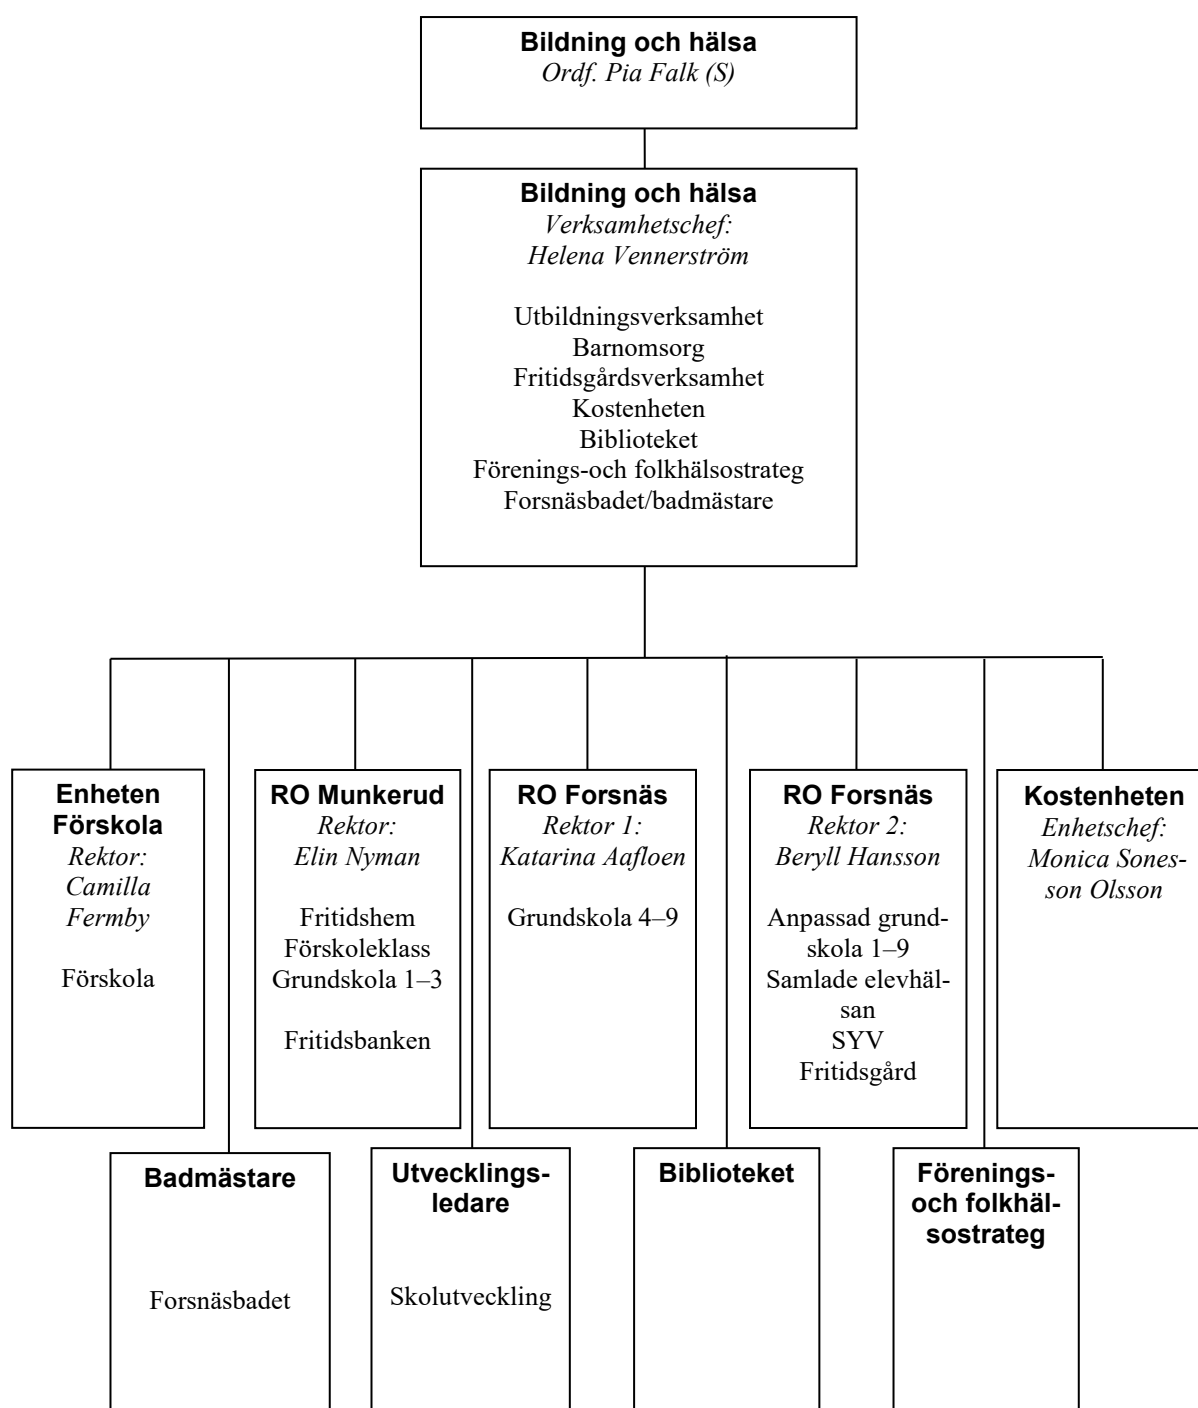 Bildning och hälsa
Ordf. Pia Falk (S)
Bildning och hälsa
Verksamhetschef:
Helena Vennerström
Utbildningsverksamhet
Barnomsorg
Fritidsgårdsverksamhet
Kostenheten
Biblioteket
Förenings-och folkhälsostrateg
Forsnäsbadet/badmästare
Enheten
Förskola
Rektor:
Camilla
Fermby
Förskola
RO Munkerud
Rektor:
Elin Nyman
Fritidshem
Förskoleklass
Grundskola 1–3
Fritidsbanken
RO Forsnäs
Rektor 1:
Katarina Aafloen
Grundskola 4–9
RO Forsnäs
Rektor 2:
Beryll Hansson
Anpassad grund-
skola 1–9
Samlade elevhäl-
san
SYV
Fritidsgård
Kostenheten
Enhetschef:
Monica Sones-
son Olsson
Badmästare
Forsnäsbadet
Utvecklings-
ledare
Skolutveckling
Biblioteket
Förenings-
och folkhäl-
sostrateg